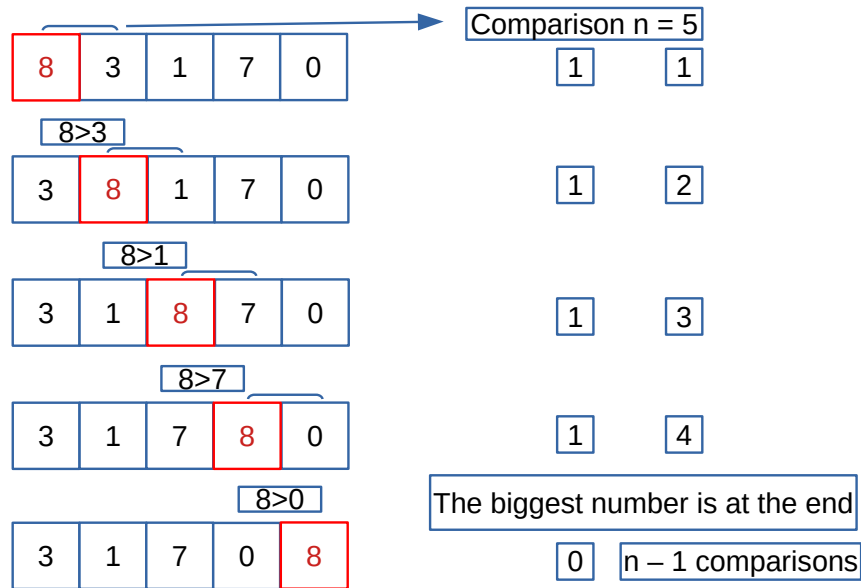 Comparison n = 5
8 3 1 7 0 1 1
8>3
3 8 1 7 0 1 2
8>1
3 1 8 7 0 1 3
8>7
3 1 7 8 0 1 4
8>0
The biggest number is at the end
3 1 7 0 8 0 n – 1 comparisons